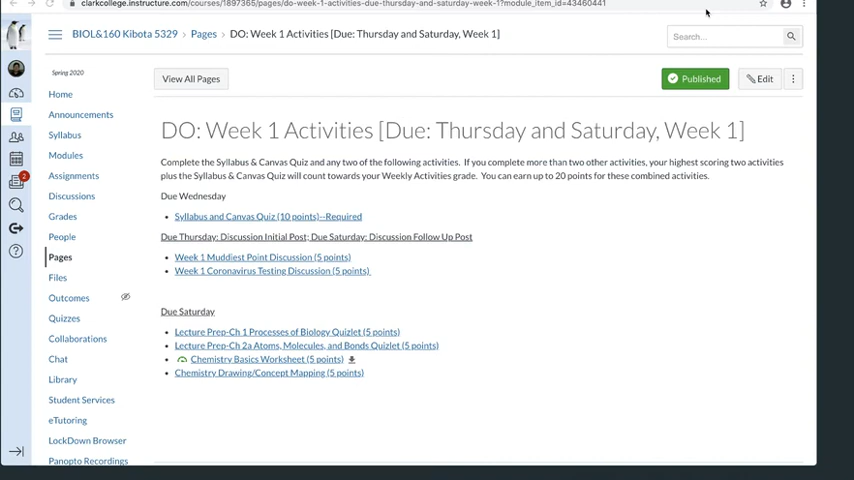 clarkcollege.instructure.com/courses/1897365/pages/do-week-1-activities-due-thursday-and-saturday-week-1?module_item_id=43460441
BIOL&160 Kibota 5329 › Pages › DO: Week 1 Activities [Due: Thursday and Saturday, Week 1]
Search...
Spring 2020
View All Pages
Published
Edit
Home
Announcements
Syllabus
Modules
Assignments
Discussions
Grades
People
Pages
Files
Outcomes
Quizzes
Collaborations
Chat
Library
Student Services
eTutoring
LockDown Browser
Panopto Recordings
2
DO: Week 1 Activities [Due: Thursday and Saturday, Week 1]
Complete the Syllabus & Canvas Quiz and any two of the following activities. If you complete more than two other activities, your highest scoring two activities
plus the Syllabus & Canvas Quiz will count towards your Weekly Activities grade. You can earn up to 20 points for these combined activities.
Due Wednesday
• Syllabus and Canvas Quiz (10 points)--Required
Due Thursday: Discussion Initial Post; Due Saturday: Discussion Follow Up Post
• Week 1 Muddiest Point Discussion (5 points)
• Week 1 Coronavirus Testing Discussion (5 points)
Due Saturday
• Lecture Prep-Ch 1 Processes of Biology Quizlet (5 points)
• Lecture Prep-Ch 2a Atoms, Molecules, and Bonds Quizlet (5 points)
• Chemistry Basics Worksheet (5 points)
• Chemistry Drawing/Concept Mapping (5 points)